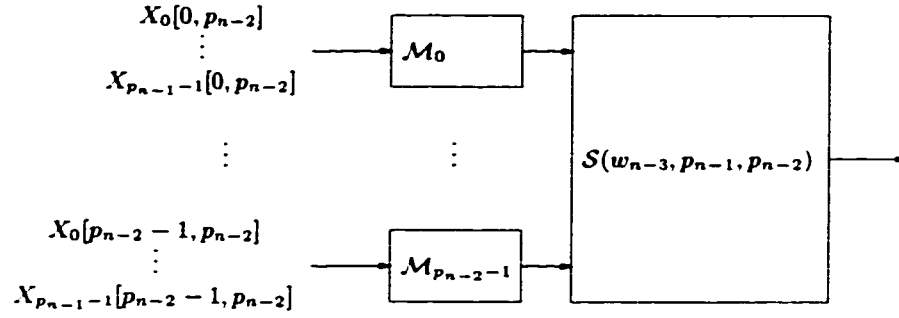 X_0[0, p_{n-2}]
⋮
X_{p_{n-1}-1}[0, p_{n-2}]
M_0
⋮
⋮
S(w_{n-3}, p_{n-1}, p_{n-2})
X_0[p_{n-2} - 1, p_{n-2}]
⋮
X_{p_{n-1}-1}[p_{n-2} - 1, p_{n-2}]
M_{p_{n-2}-1}